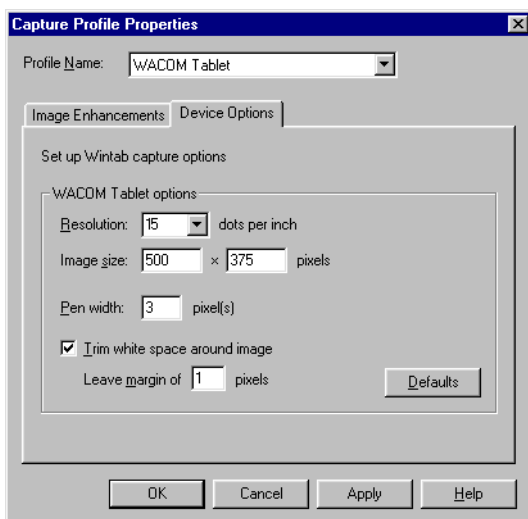 Capture Profile Properties
Profile Name: WACOM Tablet
Image Enhancements Device Options
Set up Wintab capture options
WACOM Tablet options
Resolution: 15 dots per inch
Image size: 500 × 375 pixels
Pen width: 3 pixel(s)
Trim white space around image
Leave margin of 1 pixels
Defaults
OK Cancel Apply Help